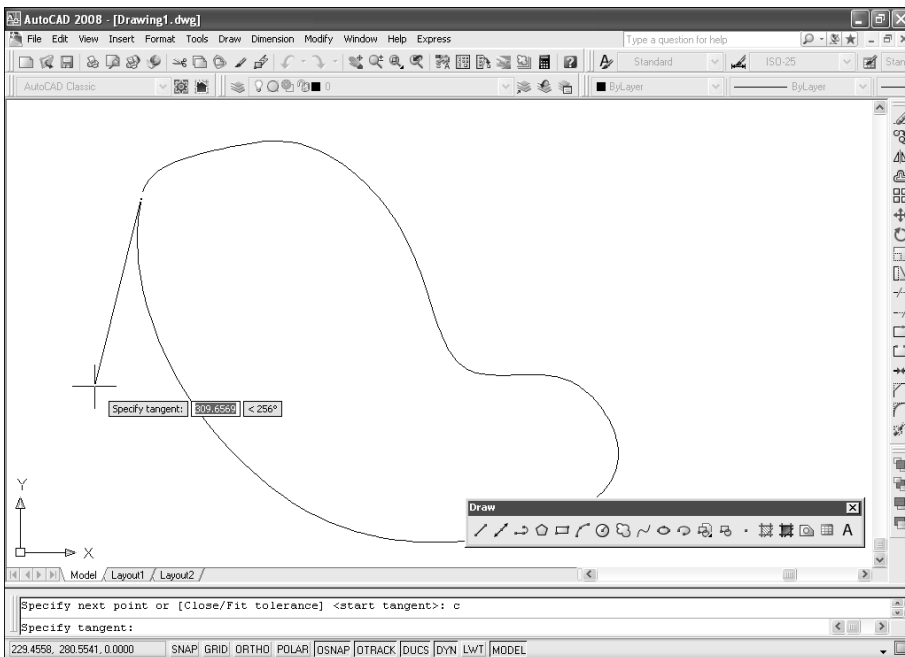 AutoCAD 2008 - [Drawing1.dwg]
File Edit View Insert Format Tools Draw Dimension Modify Window Help Express
Type a question for help
Standard
ISO-25
Stan
AutoCAD Classic
0
ByLayer
ByLayer
Specify tangent: 309.6569 < 256°
Y
X
Draw
A
Model Layout1 Layout2
Specify next point or [Close/Fit tolerance] <start tangent>: c
Specify tangent:
229.4558, 280.5541, 0.0000 SNAP GRID ORTHO POLAR OSNAP OTRACK DUCS DYN LWT MODEL